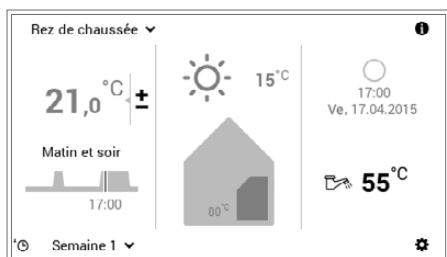 Rez de chaussée
21,0°C ±
Matin et soir
17:00
15°C
80°C
17:00
Ve, 17.04.2015
55°C
Semaine 1